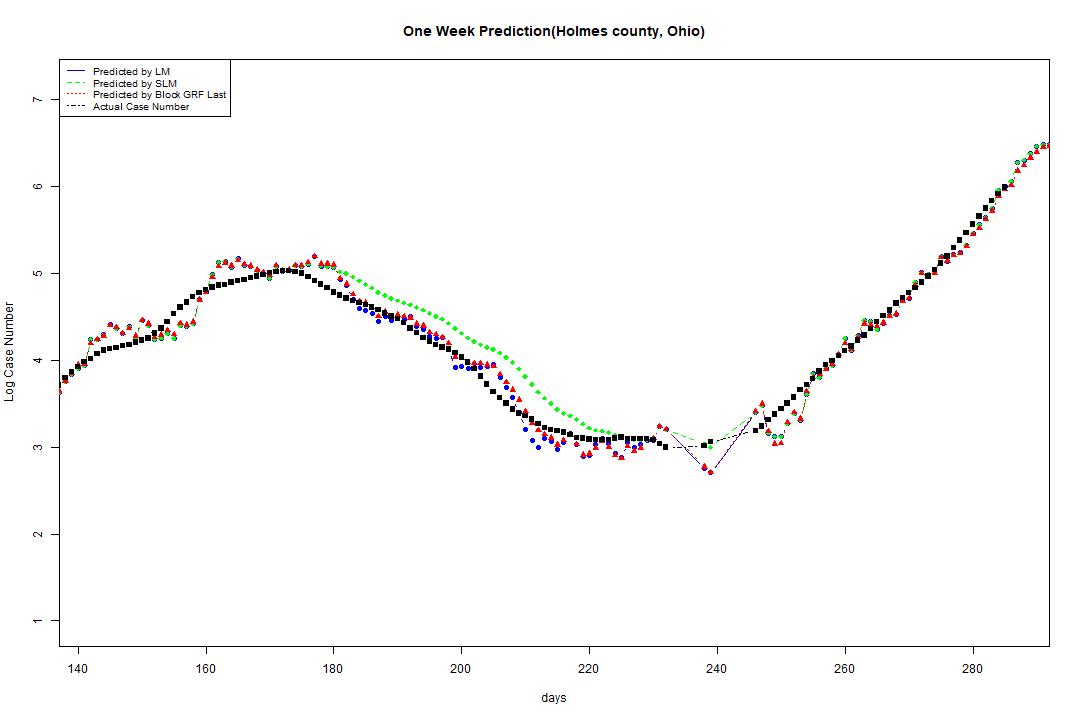 One Week Prediction(Holmes county, Ohio)
Predicted by LM
Predicted by SLM
Predicted by Block GRF Last
Actual Case Number
7
6
5
4
3
2
1
Log Case Number
140 160 180 200 220 240 260 280
days